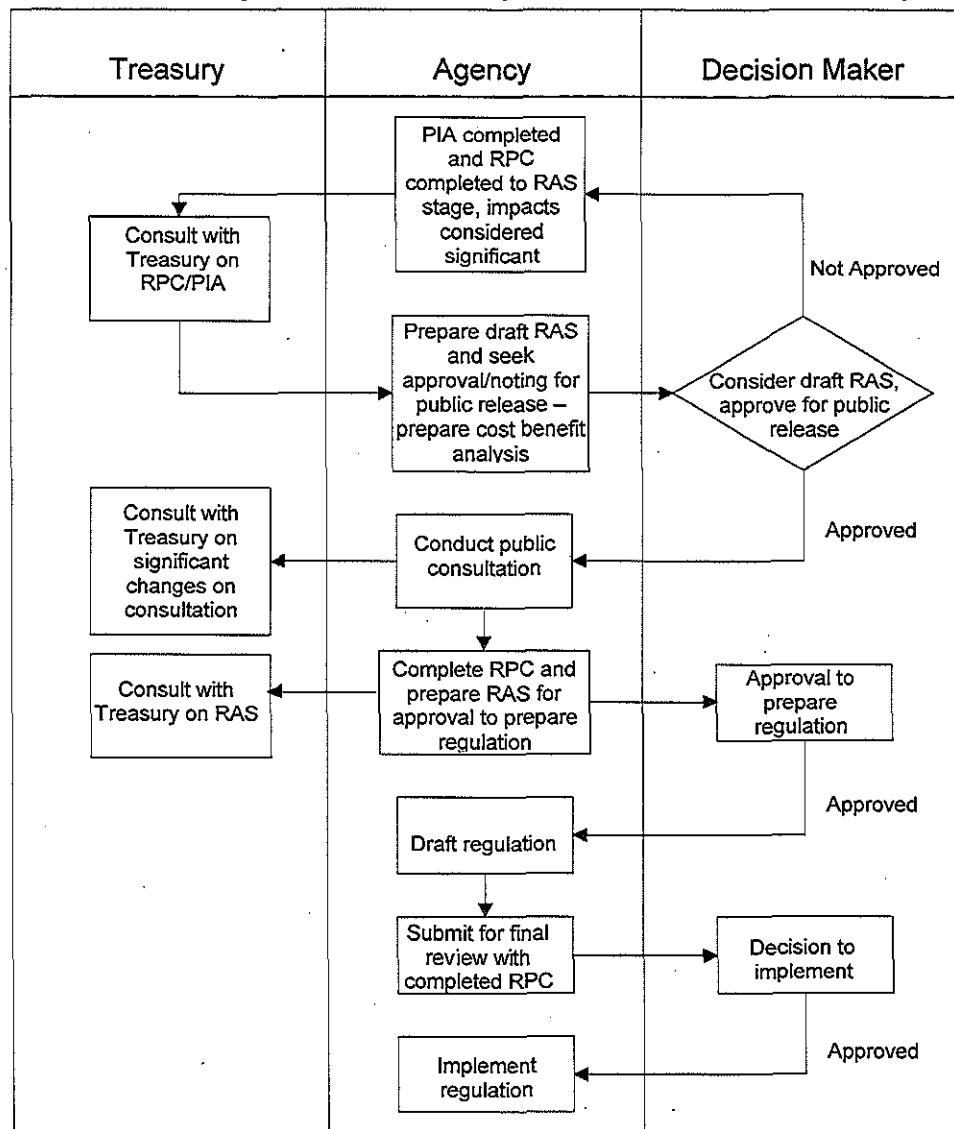 Treasury
Agency
Decision Maker
PIA completed
and RPC
completed to RAS
stage, impacts
considered
significant
Consult with
Treasury on
RPC/PIA
Not Approved
Prepare draft RAS
and seek
approval/noting for
public release –
prepare cost benefit
analysis
Consider draft RAS,
approve for public
release
Approved
Consult with
Treasury on
significant
changes on
consultation
Conduct public
consultation
Consult with
Treasury on RAS
Complete RPC and
prepare RAS for
approval to prepare
regulation
Approval to
prepare
regulation
Approved
Draft regulation
Submit for final
review with
completed RPC
Decision to
implement
Approved
Implement
regulation